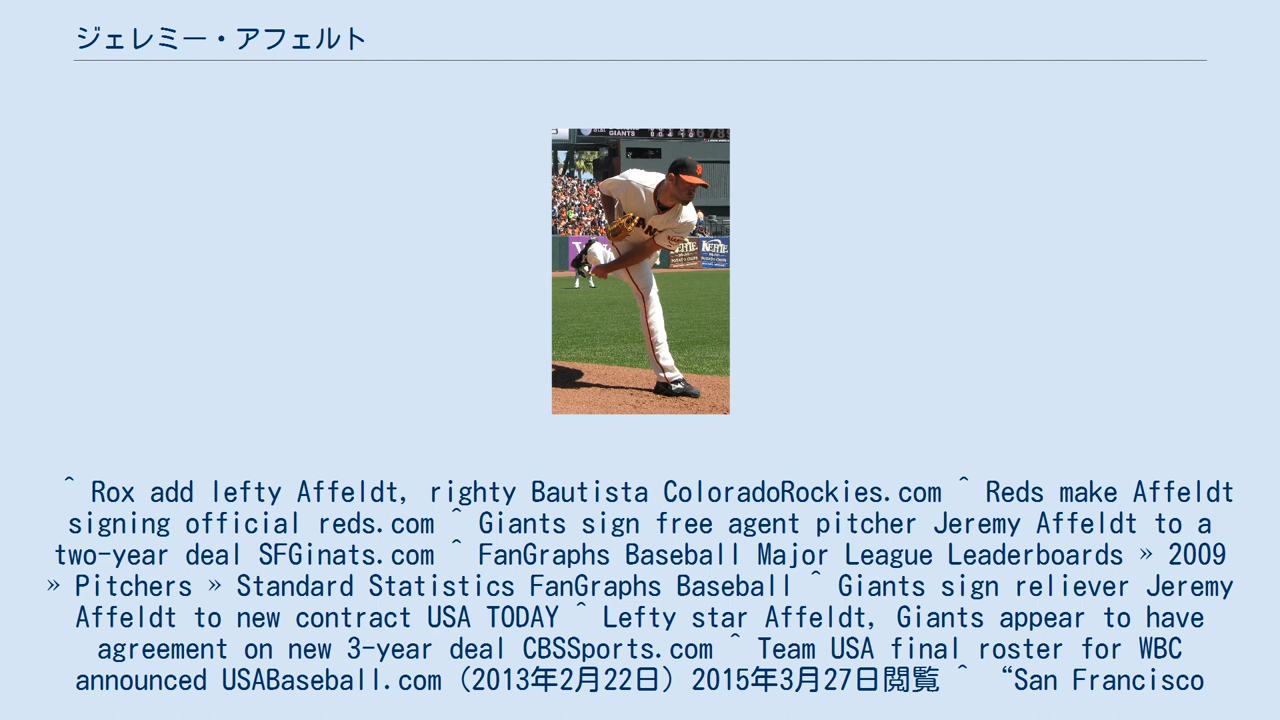 ジェレミー・アフェルト
GIANTS
KETTLE
KETTLE
^ Rox add lefty Affeldt, righty Bautista ColoradoRockies.com ^ Reds make Affeldt
signing official reds.com ^ Giants sign free agent pitcher Jeremy Affeldt to a
two-year deal SFGinats.com ^ FanGraphs Baseball Major League Leaderboards » 2009
» Pitchers » Standard Statistics FanGraphs Baseball ^ Giants sign reliever Jeremy
Affeldt to new contract USA TODAY ^ Lefty star Affeldt, Giants appear to have
agreement on new 3-year deal CBSSports.com ^ Team USA final roster for WBC
announced USABaseball.com (2013年2月22日) 2015年3月27日閲覧 ^ “San Francisco